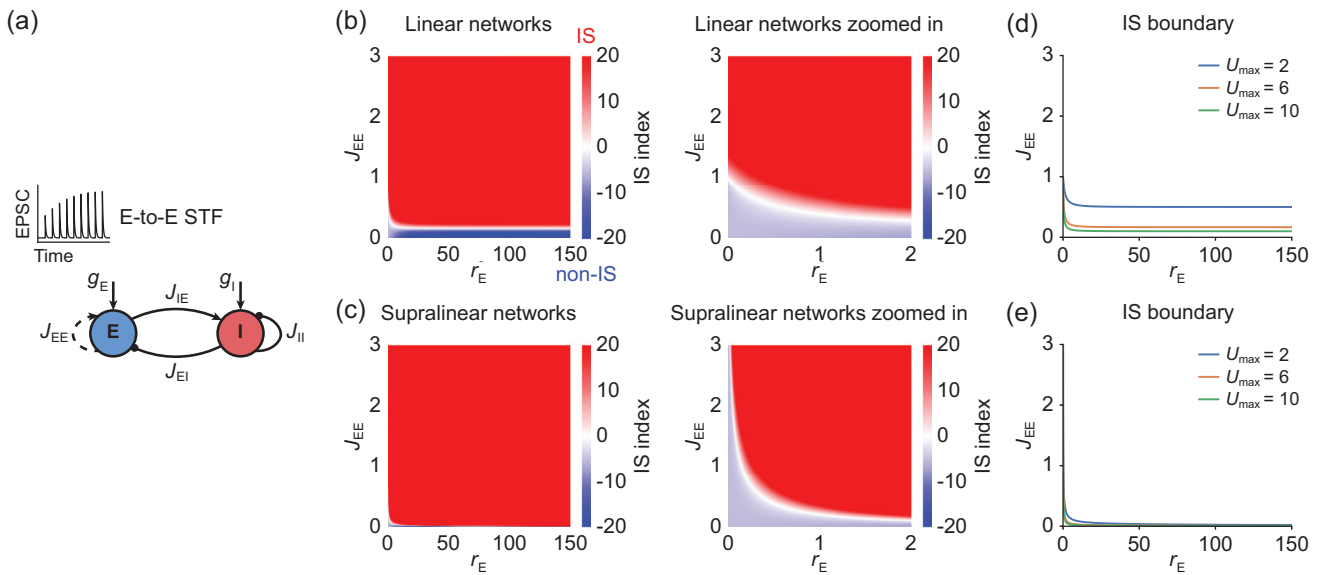 (a)
EPSC
Time
E-to-E STF
g_E
g_I
J_IE
J_EE
E
I
J_II
J_EI
(b)
Linear networks
IS
3
2
1
0
J_EE
0
50
100
150
r_E
non-IS
20
10
0
-10
-20
IS index
Linear networks zoomed in
3
2
1
0
J_EE
0
1
2
r_E
20
10
0
-10
-20
IS index
(c)
Supralinear networks
3
2
1
0
J_EE
0
50
100
150
r_E
20
10
0
-10
-20
IS index
Supralinear networks zoomed in
3
2
1
0
J_EE
0
1
2
r_E
20
10
0
-10
-20
IS index
(d)
IS boundary
U_max = 2
U_max = 6
U_max = 10
3
2
1
0
J_EE
0
50
100
150
r_E
(e)
IS boundary
U_max = 2
U_max = 6
U_max = 10
3
2
1
0
J_EE
0
50
100
150
r_E